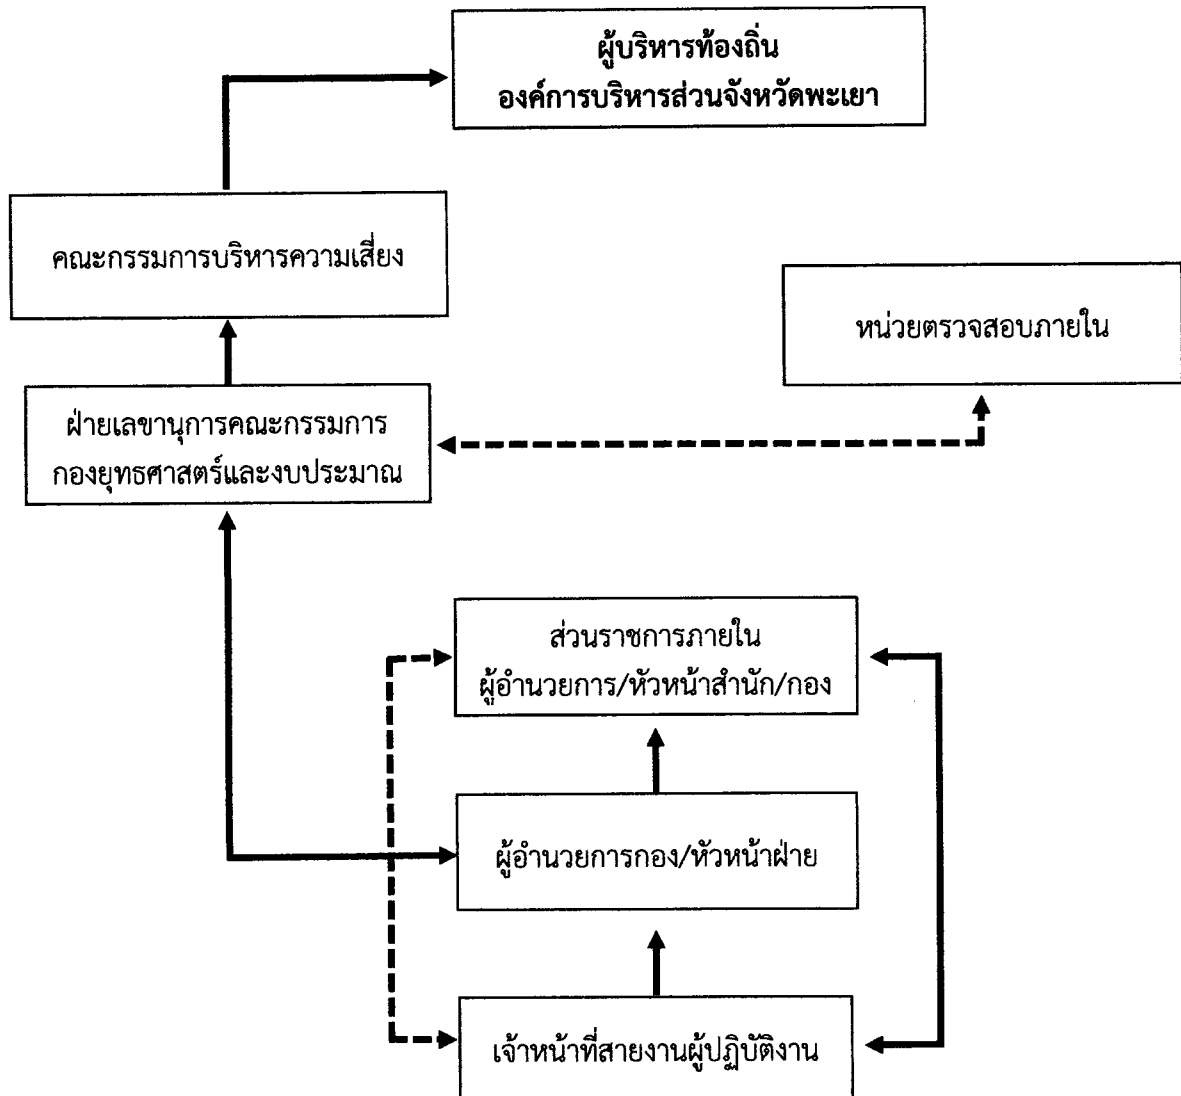 ผู้บริหารท้องถิ่น
องค์การบริหารส่วนจังหวัดพะเยา
คณะกรรมการบริหารความเสี่ยง
หน่วยตรวจสอบภายใน
ฝ่ายเลขานุการคณะกรรมการ
กองยุทธศาสตร์และงบประมาณ
ส่วนราชการภายใน
ผู้อำนวยการ/หัวหน้าสำนัก/กอง
ผู้อำนวยการกอง/หัวหน้าฝ่าย
เจ้าหน้าที่สายงานผู้ปฏิบัติงาน